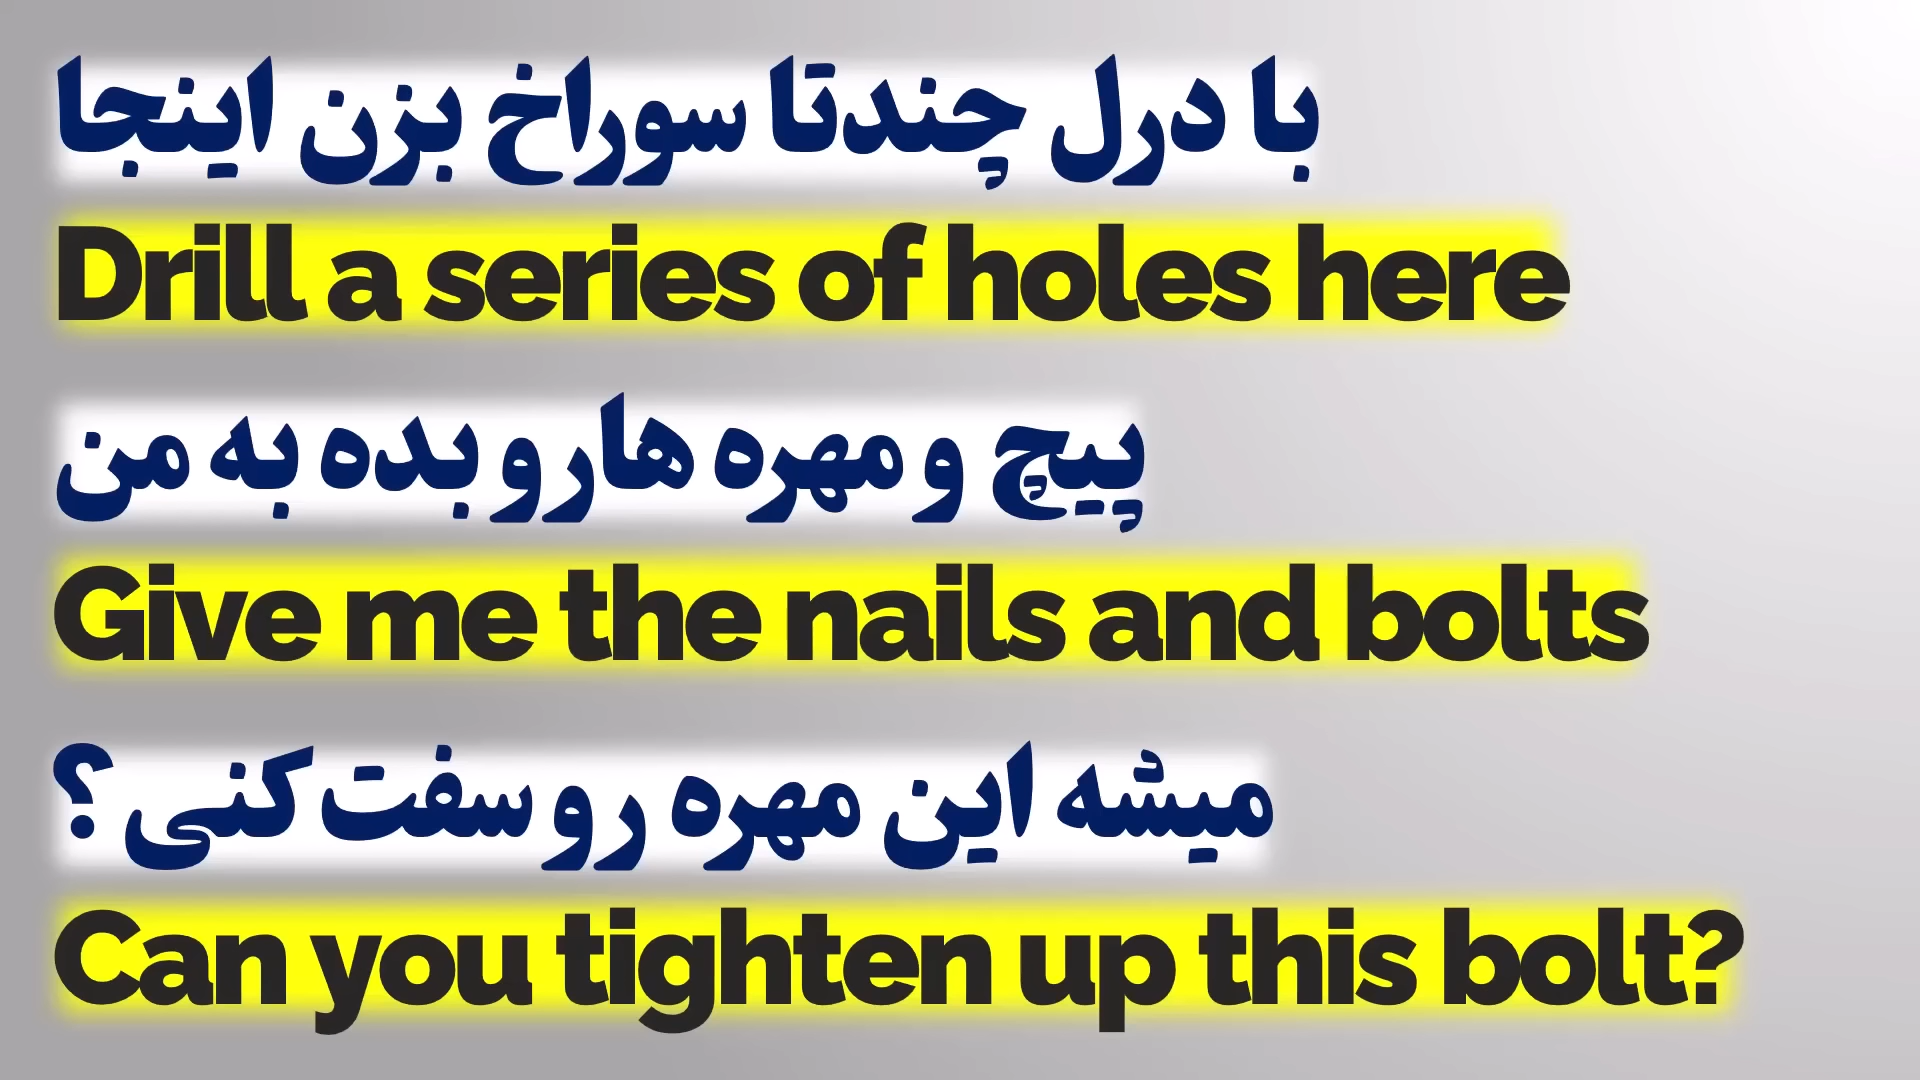 با درل چندتا سوراخ بزن اینجا
Drill a series of holes here
پیچ و مهره هارو بده به من
Give me the nails and bolts
میشه این مهره رو سفت کنی ؟
Can you tighten up this bolt?